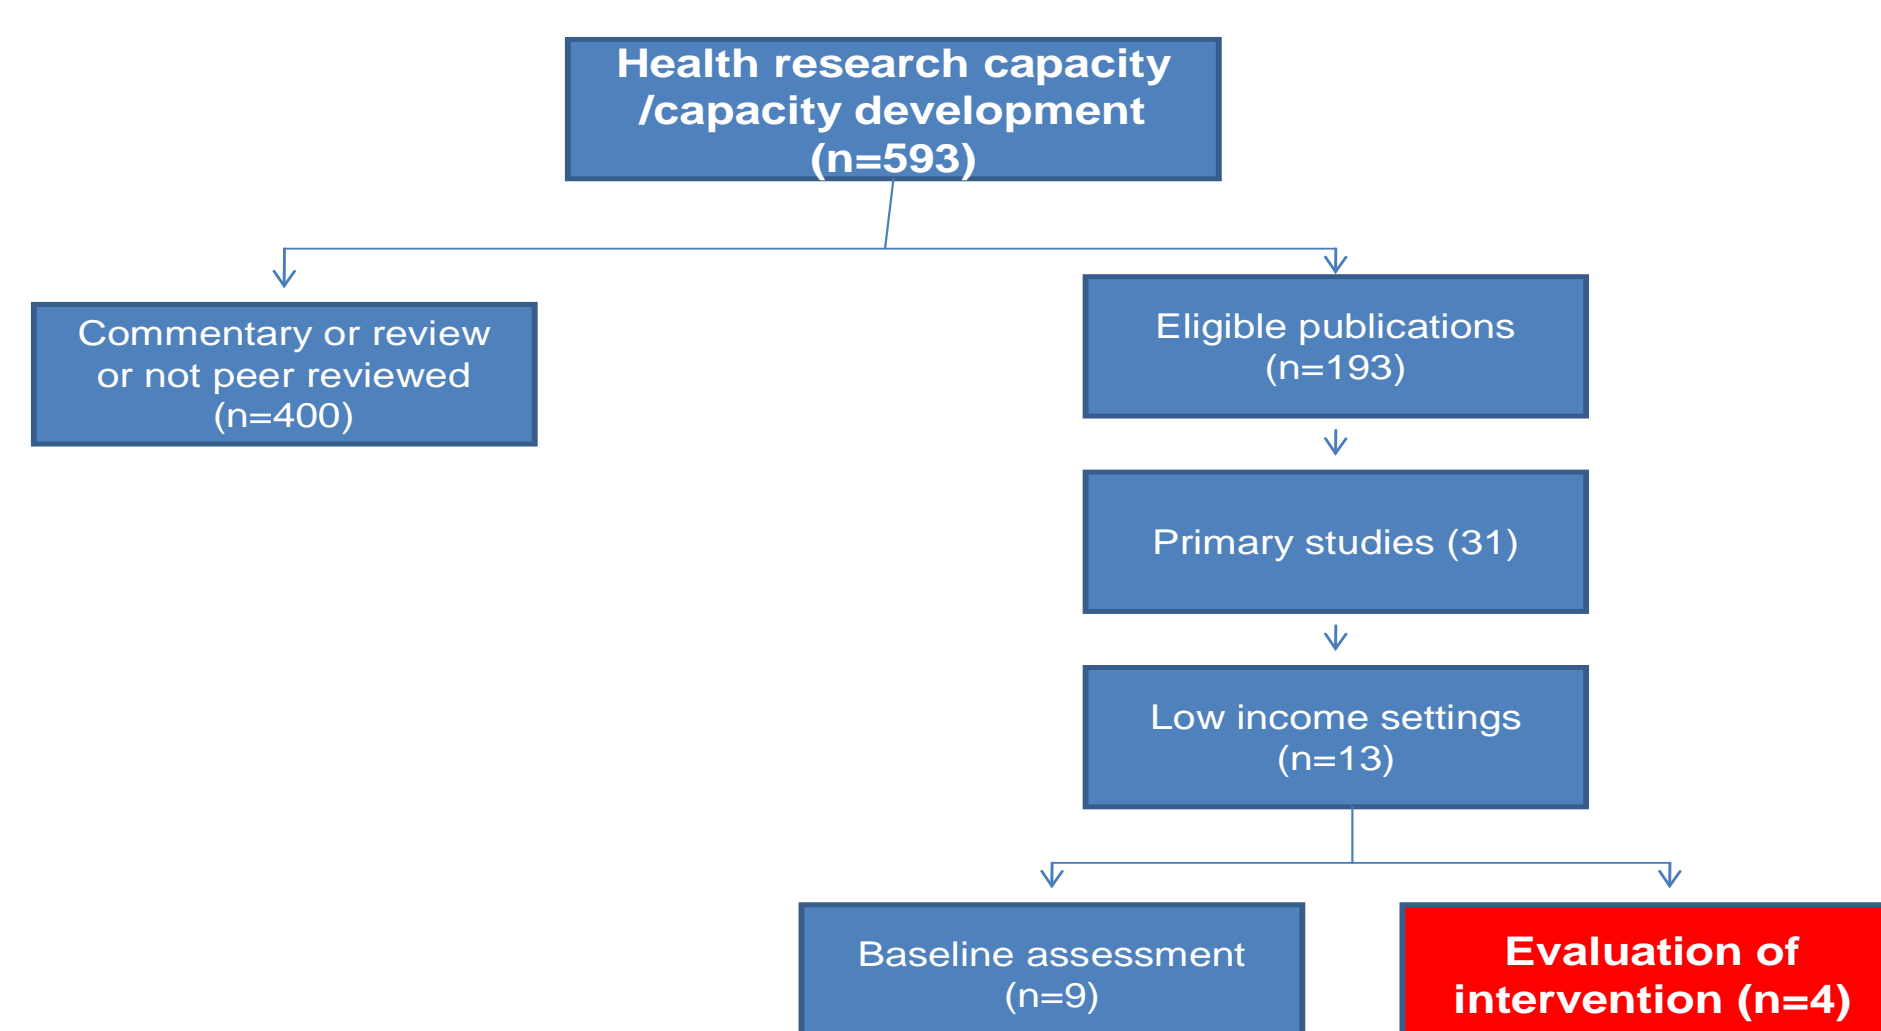 Health research capacity
/capacity development
(n=593)
Commentary or review
or not peer reviewed
(n=400)
Eligible publications
(n=193)
Primary studies (31)
Low income settings
(n=13)
Baseline assessment
(n=9)
Evaluation of
intervention (n=4)